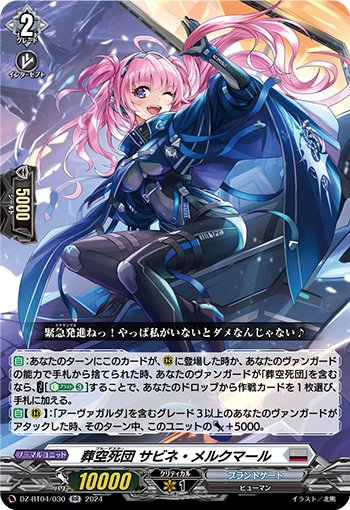 2
グレード
インターセプト
5000
シールド
緊急発進ねっ！やっぱ私がいないとダメなんじゃない♪
スクランブル
自：あなたのターンにこのカードが、Rに登場した時か、あなたのヴァンガード
の能力で手札から捨てられた時、あなたのヴァンガードが「葬空死団」を含む
なら、【(ブラスト)(3)】することで、あなたのドロップから作戦カードを１枚選び、
手札に加える。
自【R】：「アーヴァガルダ」を含むグレード３以上のあなたのヴァンガードが
アタックした時、そのターン中、このユニットの+5000。
ノーマルユニット
葬空死団 サビネ・メルクマール
パワー
10000
クリティカル
1
ブラントゲート
ヒューマン
DZ-BT04/030 RR 2024
イラスト／北熊